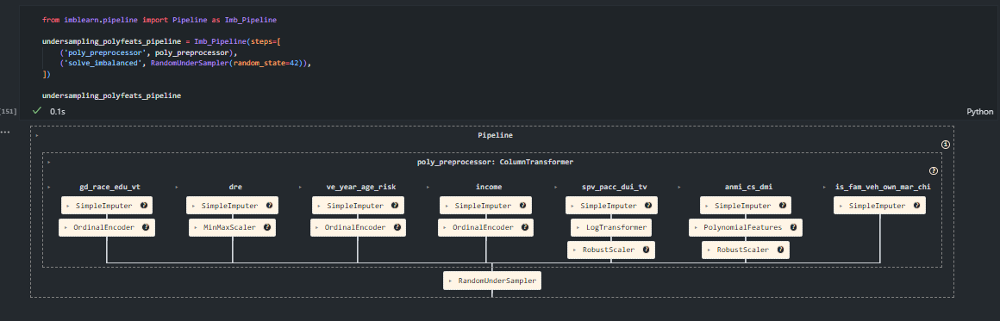 from imblearn.pipeline import Pipeline as Imb_Pipeline
undersampling_polyfeats_pipeline = Imb_Pipeline(steps=[
('poly_preprocessor', poly_preprocessor),
('solve_imbalanced', RandomUnderSampler(random_state=42)),
])
undersampling_polyfeats_pipeline
[151]
0.1s
Python
...
Pipeline
i
poly_preprocessor: ColumnTransformer
?
gd_race_edu_vt dre ve_year_age_risk income spv_pacc_dui_tv anmi_cs_dmi is_fam_veh_own_mar_chi
SimpleImputer ? SimpleImputer ? SimpleImputer ? SimpleImputer ? SimpleImputer ? SimpleImputer ? SimpleImputer ?
OrdinalEncoder ? MinMaxScaler ? OrdinalEncoder ? OrdinalEncoder ? LogTransformer PolynomialFeatures ?
RobustScaler ? RobustScaler ?
RandomUnderSampler